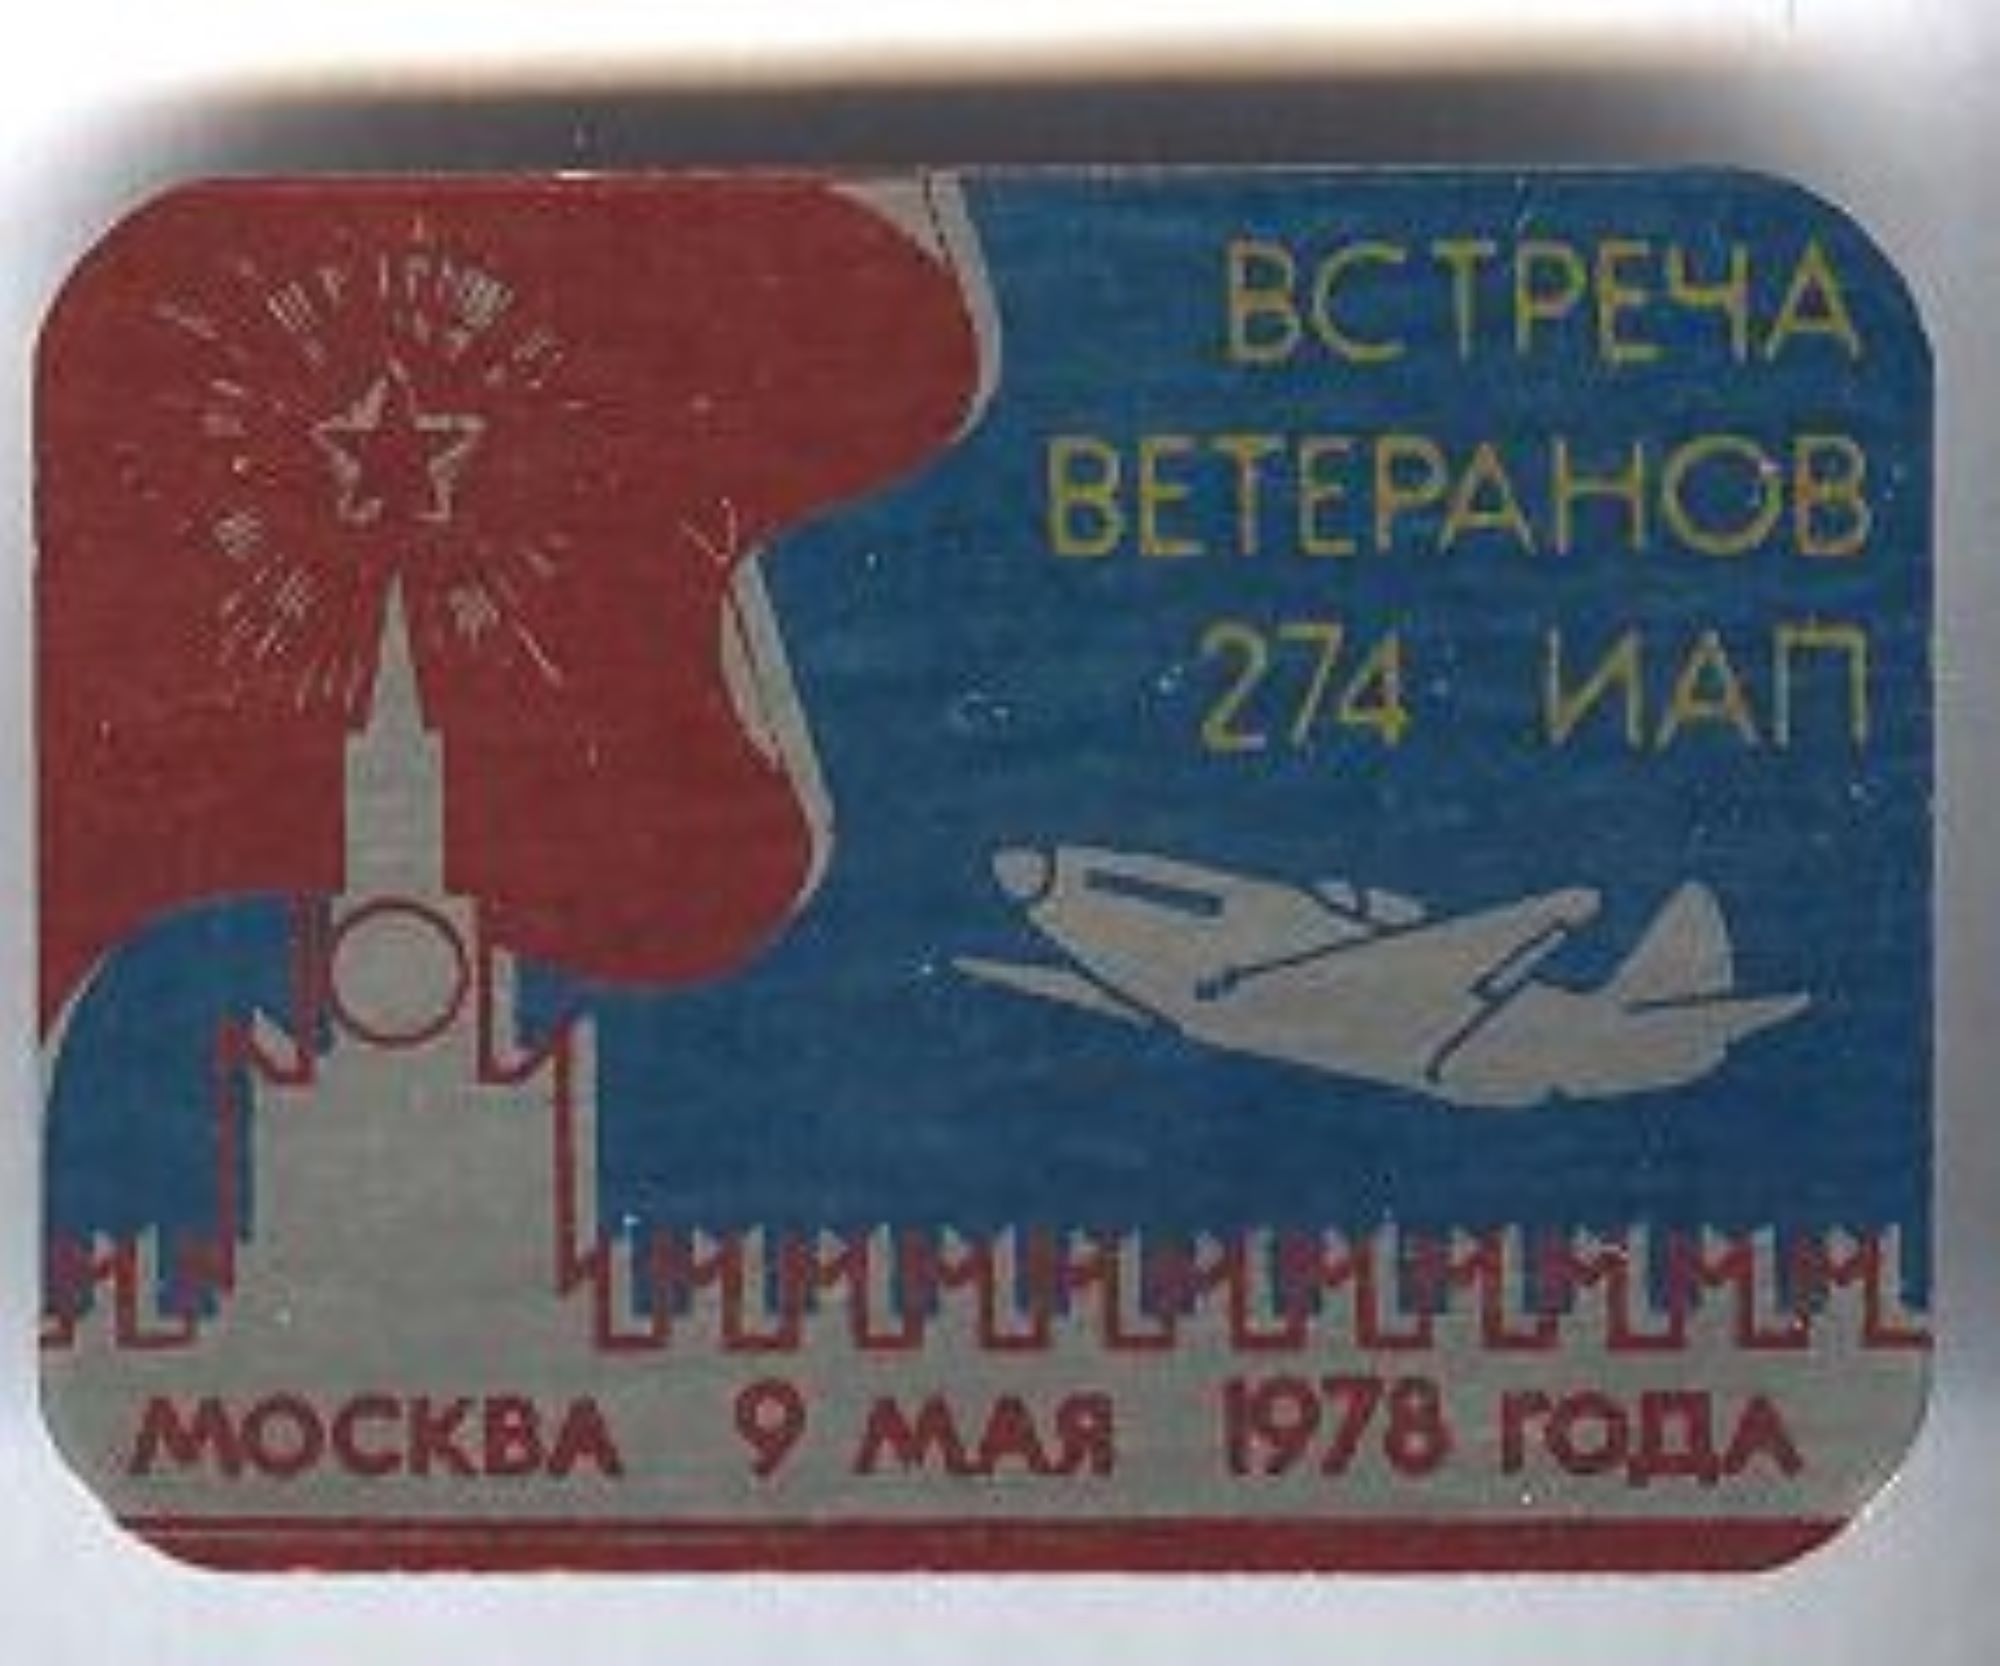 ВСТРЕЧА
ВЕТЕРАНОВ
274 ИАП
МОСКВА 9 МАЯ 1978 ГОДА